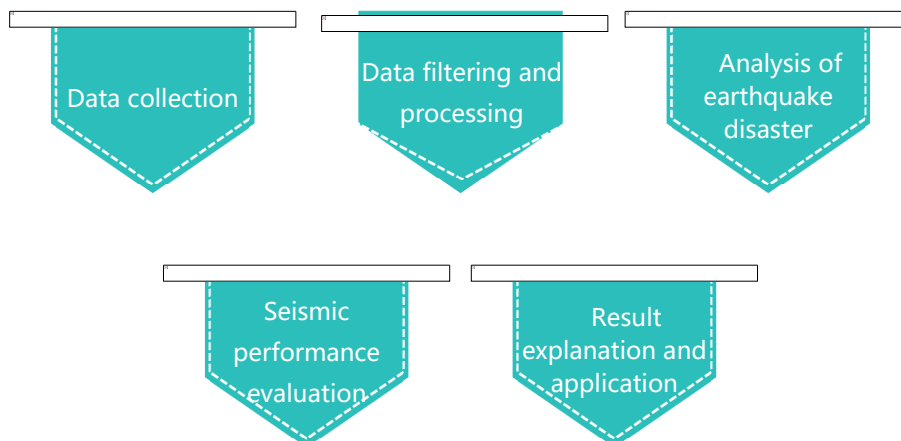 Data collection
Data filtering and
processing
Analysis of
earthquake
disaster
Seismic
performance
evaluation
Result
explanation and
application